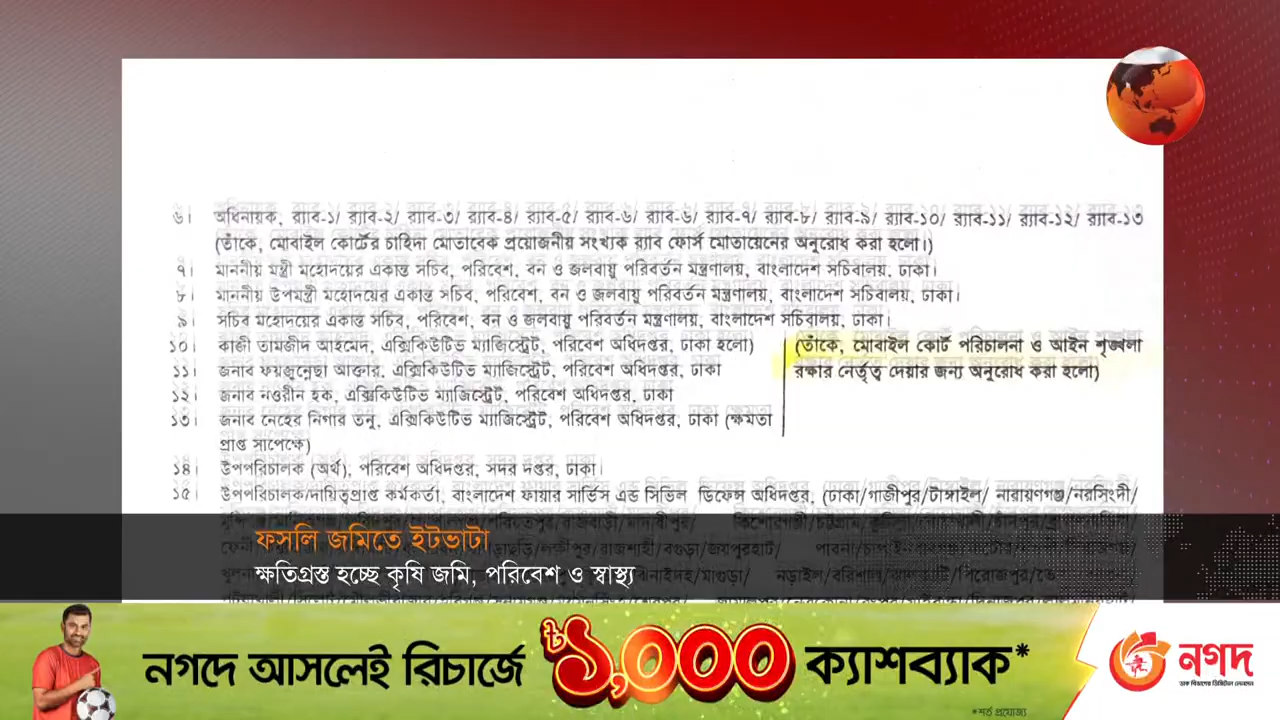 ৬। অধিনায়ক, র‍্যাব-১/ র‍্যাব-২/ র‍্যাব-৩/ র‍্যাব-৪/ র‍্যাব-৫/ র‍্যাব-৬/ র‍্যাব-৬/ র‍্যাব-৭/ র‍্যাব-৮/ র‍্যাব-৯/ র‍্যাব-১০/ র‍্যাব-১১/ র‍্যাব-১২/ র‍্যাব-১৩
(তাঁকে, মোবাইল কোর্টের চাহিদা মোতাবেক প্রয়োজনীয় সংখ্যক র‍্যাব ফোর্স মোতায়েনের অনুরোধ করা হলো।)
৭। মাননীয় মন্ত্রী মহোদয়ের একান্ত সচিব, পরিবেশ, বন ও জলবায়ু পরিবর্তন মন্ত্রণালয়, বাংলাদেশ সচিবালয়, ঢাকা।
৮। মাননীয় উপমন্ত্রী মহোদয়ের একান্ত সচিব, পরিবেশ, বন ও জলবায়ু পরিবর্তন মন্ত্রণালয়, বাংলাদেশ সচিবালয়, ঢাকা।
৯। সচিব মহোদয়ের একান্ত সচিব, পরিবেশ, বন ও জলবায়ু পরিবর্তন মন্ত্রণালয়, বাংলাদেশ সচিবালয়, ঢাকা।
১০। কাজী তামজীদ আহমেদ, এক্সিকিউটিভ ম্যাজিস্ট্রেট, পরিবেশ অধিদপ্তর, ঢাকা হলো)
১১। জনাব ফয়জুন্নেছা আক্তার, এক্সিকিউটিভ ম্যাজিস্ট্রেট, পরিবেশ অধিদপ্তর, ঢাকা
১২। জনাব নওরীন হক, এক্সিকিউটিভ ম্যাজিস্ট্রেট, পরিবেশ অধিদপ্তর, ঢাকা
১৩। জনাব নেহের নিগার তনু, এক্সিকিউটিভ ম্যাজিস্ট্রেট, পরিবেশ অধিদপ্তর, ঢাকা (ক্ষমতা
প্রাপ্ত সাপেক্ষে)
(তাঁকে, মোবাইল কোর্ট পরিচালনা ও আইন শৃঙ্খলা
রক্ষার নের্তৃত্ব দেয়ার জন্য অনুরোধ করা হলো)
১৪। উপপরিচালক (অর্থ), পরিবেশ অধিদপ্তর, সদর দপ্তর, ঢাকা।
১৫। উপপরিচালক/দায়িত্বপ্রাপ্ত কর্মকর্তা, বাংলাদেশ ফায়ার সার্ভিস এন্ড সিভিল ডিফেন্স অধিদপ্তর, (ঢাকা/গাজীপুর/টাঙ্গাইল/ নারায়ণগঞ্জ/নরসিংদী/
ফসলি জমিতে ইটভাটা
ক্ষতিগ্রস্ত হচ্ছে কৃষি জমি, পরিবেশ ও স্বাস্থ্য
নগদে আসলেই রিচার্জে ৳১,০০০ ক্যাশব্যাক*
*শর্ত প্রযোজ্য
নগদ
ডাক বিভাগের ডিজিটাল লেনদেন